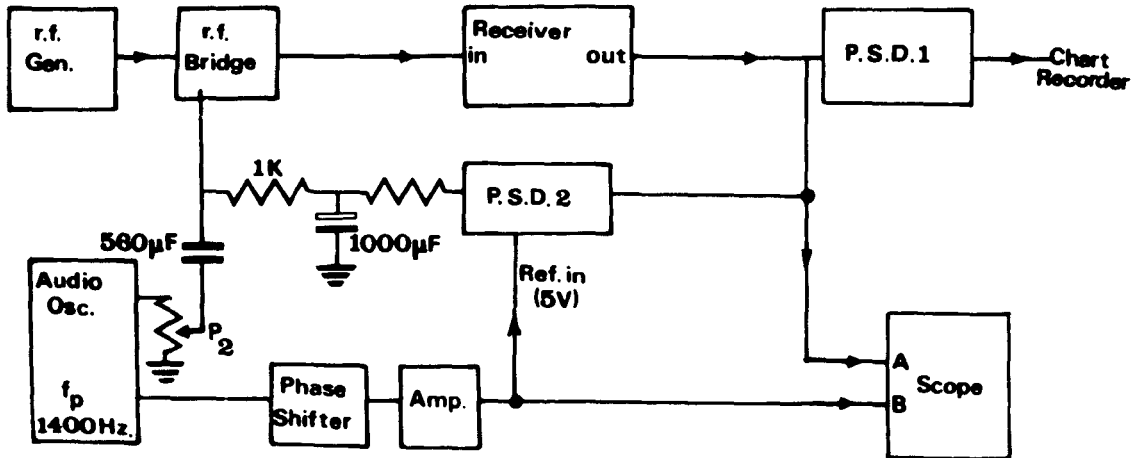 r.f.
Gen.
r.f.
Bridge
Receiver
in
out
P.S.D.1
Chart
Recorder
1K
P.S.D.2
560µF
1000µF
Ref.in
(5V)
Audio
Osc.
P2
fp
1400Hz.
Phase
Shifter
Amp.
A
B
Scope